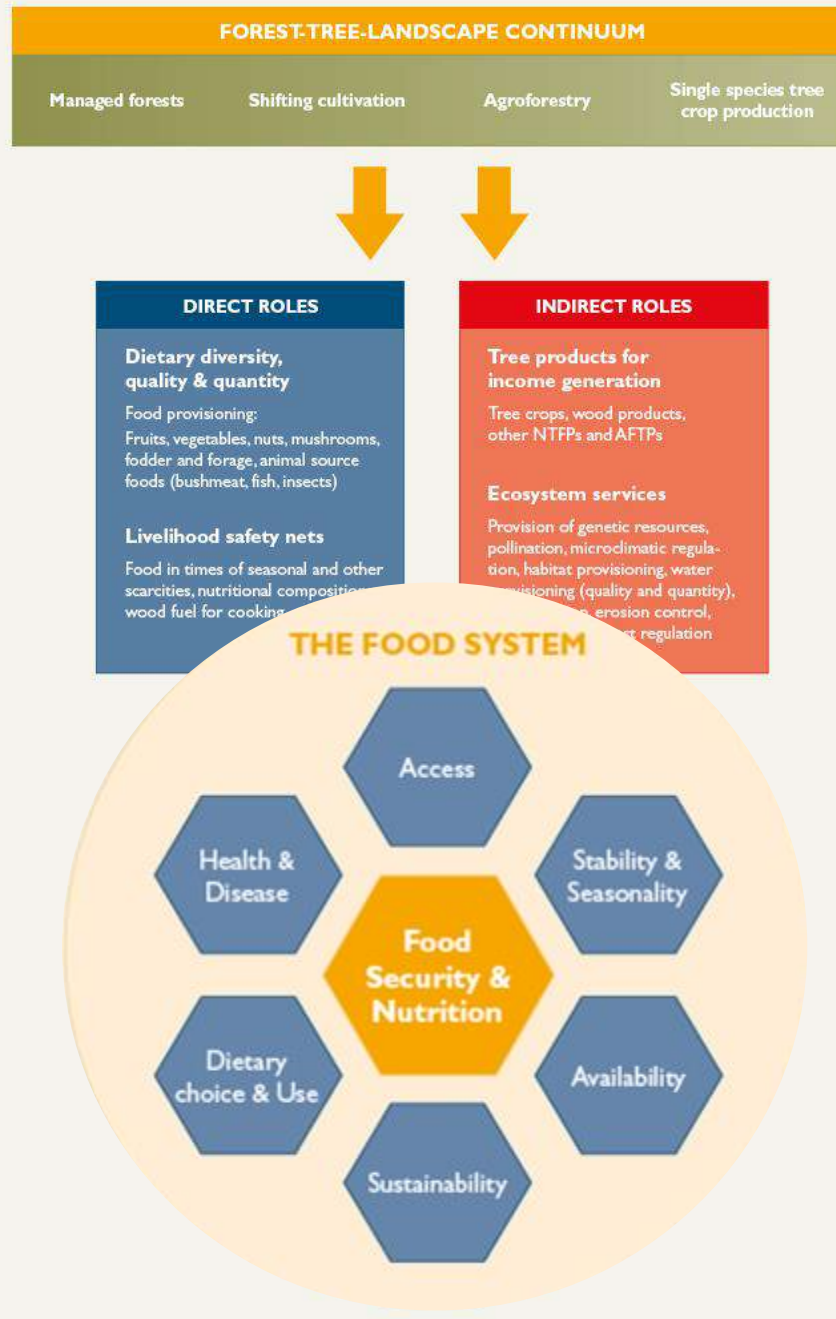 FOREST-TREE-LANDSCAPE CONTINUUM
Managed forests
Shifting cultivation
Agroforestry
Single species tree
crop production
DIRECT ROLES
Dietary diversity,
quality & quantity
Food provisioning:
Fruits, vegetables, nuts, mushrooms,
fodder and forage, animal source
foods (bushmeat, fish, insects)
Livelihood safety nets
Food in times of seasonal and other
scarcities, nutritional
wood fuel for cooking
INDIRECT ROLES
Tree products for
income generation
Tree crops, wood products,
other NTFPs and AFTPs
Ecosystem services
Provision of genetic resources,
pollination, microclimatic regula-
tion, habitat provisioning, water
(quality and quantity),
erosion control,
regulation
THE FOOD SYSTEM
Access
Health &
Disease
Stability &
Seasonality
Food
Security &
Nutrition
Dietary
choice & Use
Availability
Sustainability